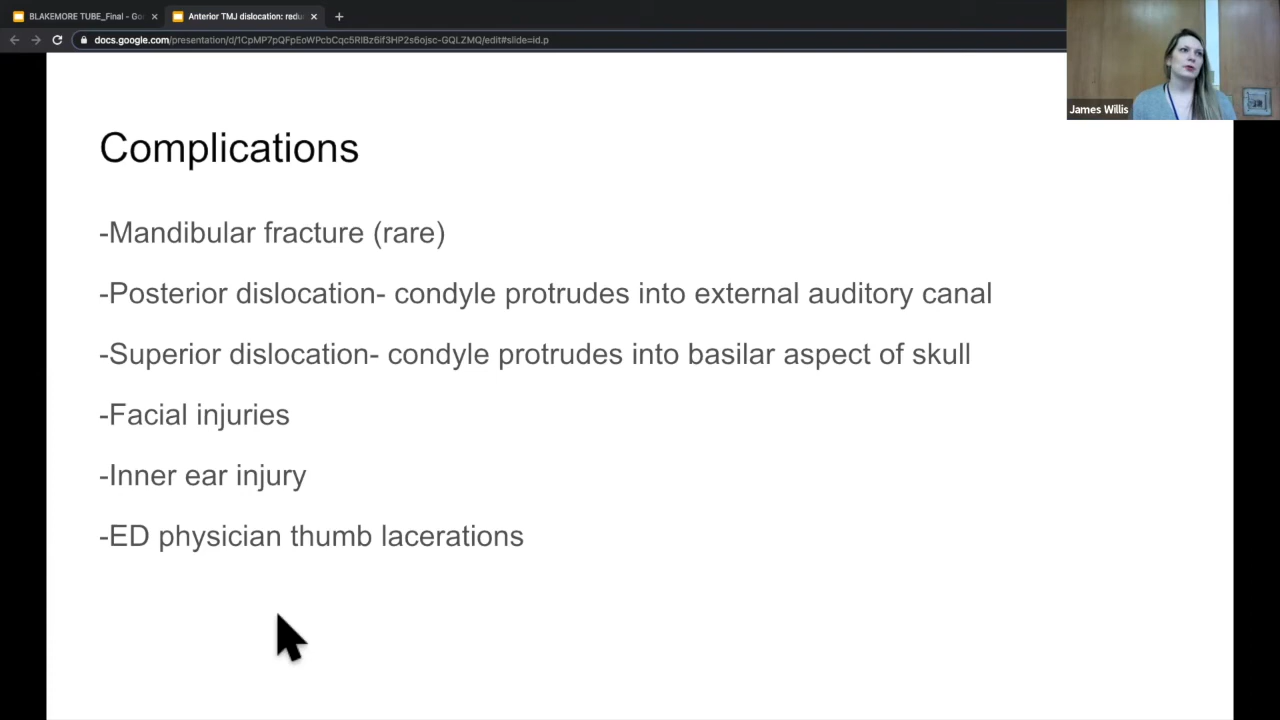 BLAKEMORE TUBE_Final - Go
Anterior TMJ dislocation: redu
docs.google.com/presentation/d/1CpMP7pQFpEoWPcbCqc5RlBz6if3HP2s6ojsc-GQLZMQ/edit#slide=id.p
James Willis
Complications
-Mandibular fracture (rare)
-Posterior dislocation- condyle protrudes into external auditory canal
-Superior dislocation- condyle protrudes into basilar aspect of skull
-Facial injuries
-Inner ear injury
-ED physician thumb lacerations